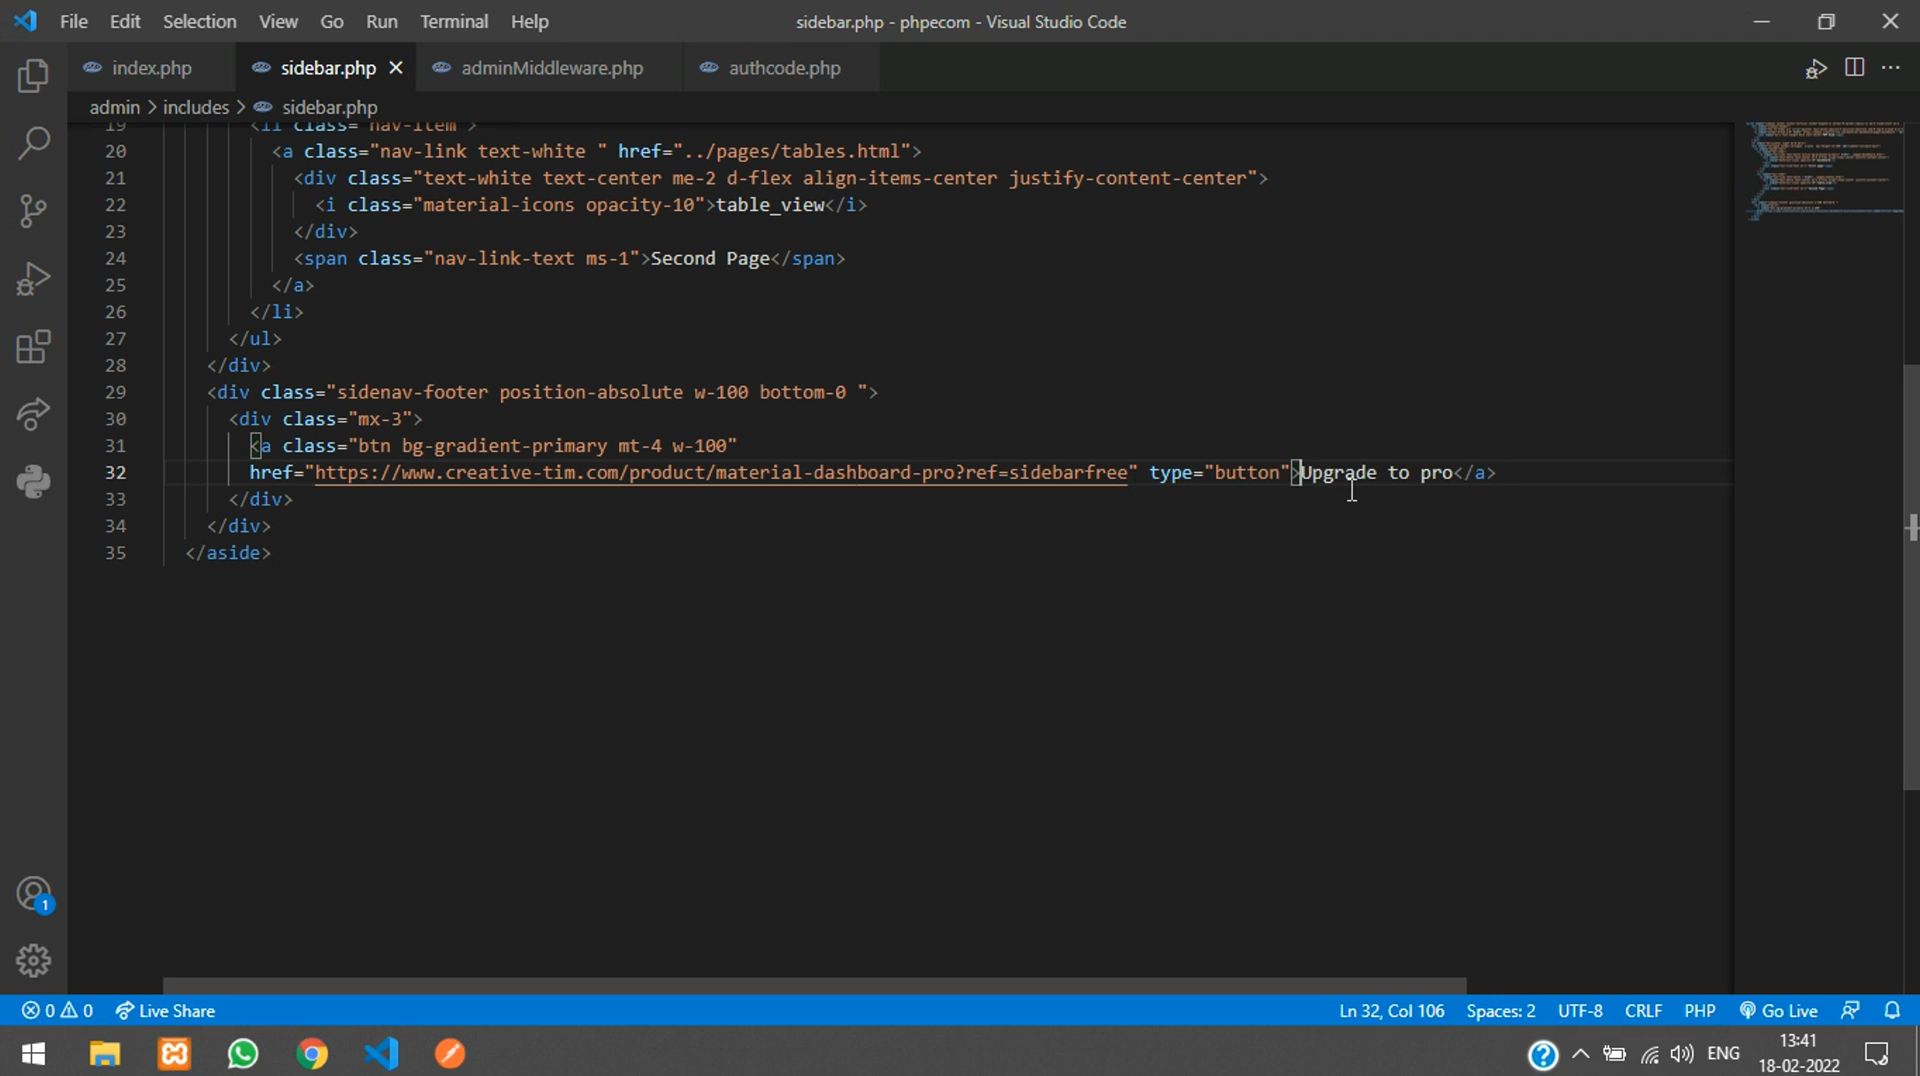 File Edit Selection View Go Run Terminal Help
sidebar.php - phpecom - Visual Studio Code
index.php sidebar.php adminMiddleware.php authcode.php
admin > includes > sidebar.php
19 <li class="nav-item">
20 <a class="nav-link text-white " href="../pages/tables.html">
21 <div class="text-white text-center me-2 d-flex align-items-center justify-content-center">
22 <i class="material-icons opacity-10">table_view</i>
23 </div>
24 <span class="nav-link-text ms-1">Second Page</span>
25 </a>
26 </li>
27 </ul>
28 </div>
29 <div class="sidenav-footer position-absolute w-100 bottom-0 ">
30 <div class="mx-3">
31 <a class="btn bg-gradient-primary mt-4 w-100"
32 href="https://www.creative-tim.com/product/material-dashboard-pro?ref=sidebarfree" type="button">Upgrade to pro</a>
33 </div>
34 </div>
35 </aside>
1
0 0 Live Share
Ln 32, Col 106 Spaces: 2 UTF-8 CRLF PHP Go Live
ENG
13:41
18-02-2022